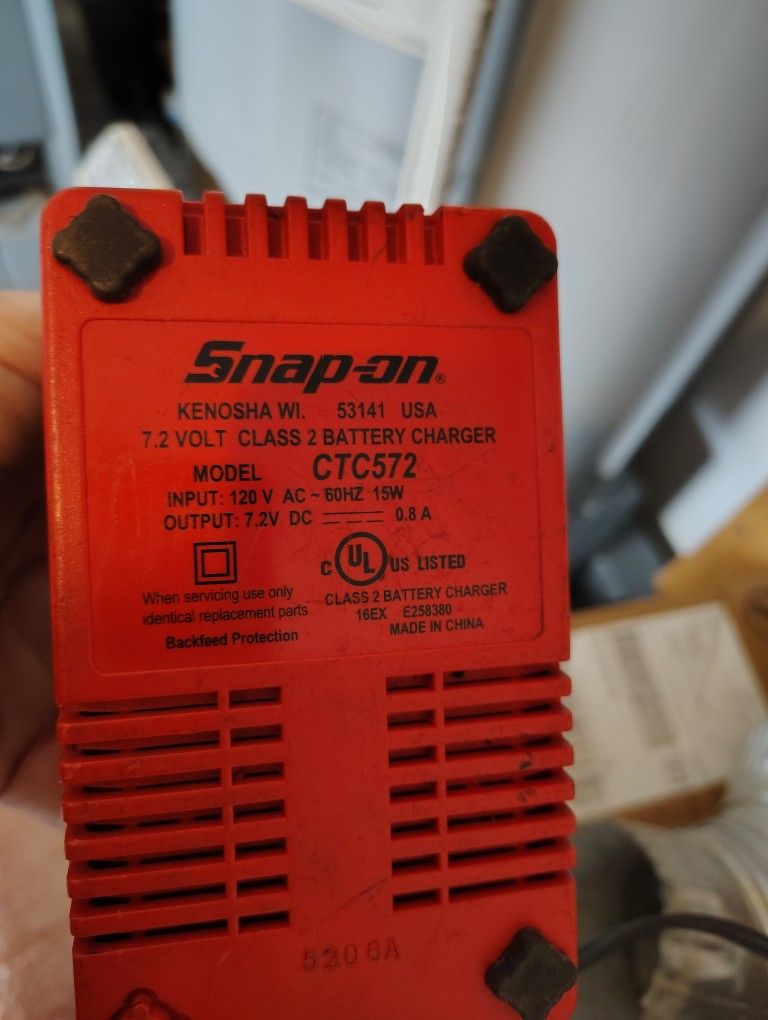 Snap-on®
KENOSHA WI. 53141 USA
7.2 VOLT CLASS 2 BATTERY CHARGER
MODEL CTC572
INPUT: 120 V AC ~ 60HZ 15W
OUTPUT: 7.2V DC 0.8 A
C UL US LISTED
When servicing use only
identical replacement parts
Backfeed Protection
CLASS 2 BATTERY CHARGER
16EX E258380
MADE IN CHINA
5206A